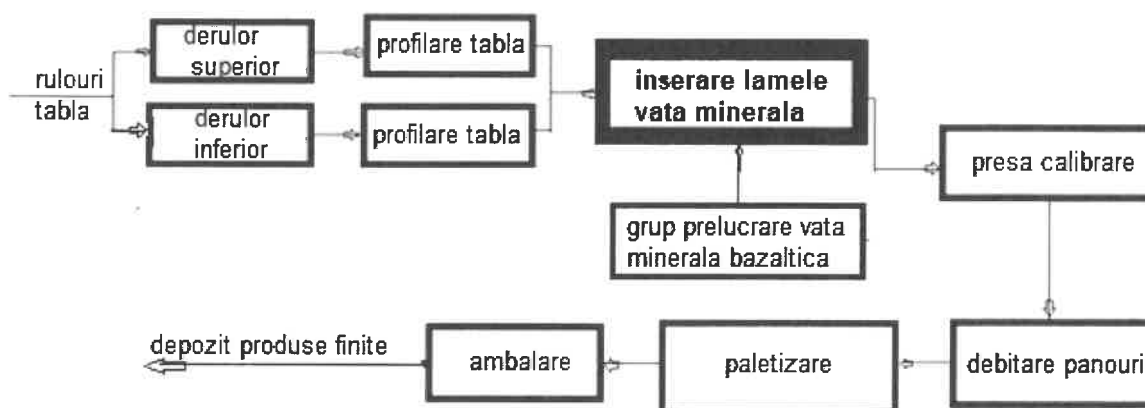 rulouri
tabla
derulor
superior
profilare tabla
derulor
inferior
profilare tabla
inserare lamele
vata minerala
grup prelucrare vata
minerala bazaltica
presa calibrare
debitare panouri
paletizare
ambalare
depozit produse finite